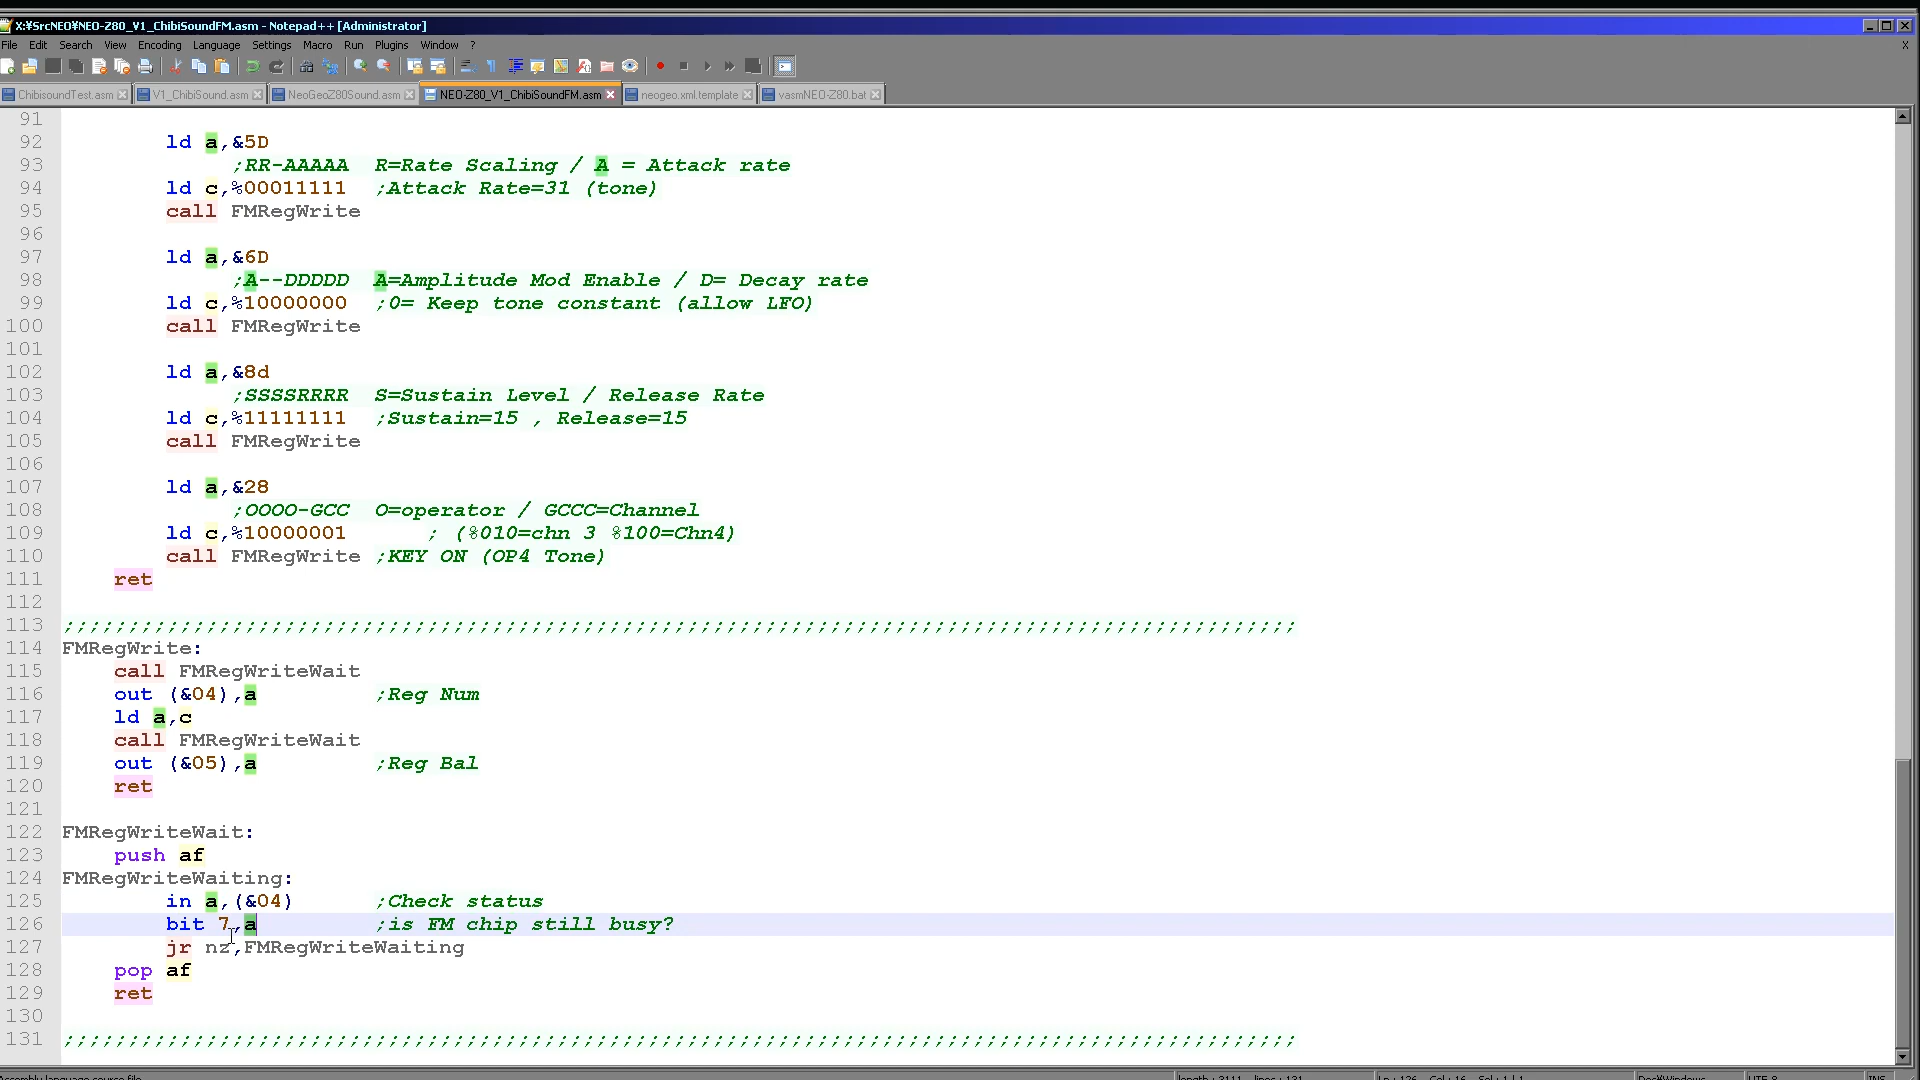 X:¥SrcNEO¥NEO-Z80_V1_ChibiSoundFM.asm - Notepad++ [Administrator]
File Edit Search View Encoding Language Settings Macro Run Plugins Window ? X
ChibisoundTest.asm V1_ChibiSound.asm NeoGeoZ80Sound.asm NEO-Z80_V1_ChibiSoundFM.asm neogeo.xml.template vasmNEO-Z80.bat
91
92 ld a,&5D
93 ;RR-AAAAA R=Rate Scaling / A = Attack rate
94 ld c,%00011111 ;Attack Rate=31 (tone)
95 call FMRegWrite
96
97 ld a,&6D
98 ;A--DDDDD A=Amplitude Mod Enable / D= Decay rate
99 ld c,%10000000 ;0= Keep tone constant (allow LFO)
100 call FMRegWrite
101
102 ld a,&8d
103 ;SSSSRRRR S=Sustain Level / Release Rate
104 ld c,%11111111 ;Sustain=15 , Release=15
105 call FMRegWrite
106
107 ld a,&28
108 ;OOOO-GCC O=operator / GCCC=Channel
109 ld c,%10000001 ; (%010=chn 3 %100=Chn4)
110 call FMRegWrite ;KEY ON (OP4 Tone)
111 ret
112
113 ;;;;;;;;;;;;;;;;;;;;;;;;;;;;;;;;;;;;;;;;;;;;;;;;;;;;;;;;;;;;;;;;;;;;;;;;;;;;;;;;;;;;;;;;;;;;;;;
114 FMRegWrite:
115 call FMRegWriteWait
116 out (&04),a ;Reg Num
117 ld a,c
118 call FMRegWriteWait
119 out (&05),a ;Reg Bal
120 ret
121
122 FMRegWriteWait:
123 push af
124 FMRegWriteWaiting:
125 in a,(&04) ;Check status
126 bit 7,a ;is FM chip still busy?
127 jr nz,FMRegWriteWaiting
128 pop af
129 ret
130
131 ;;;;;;;;;;;;;;;;;;;;;;;;;;;;;;;;;;;;;;;;;;;;;;;;;;;;;;;;;;;;;;;;;;;;;;;;;;;;;;;;;;;;;;;;;;;;;;;